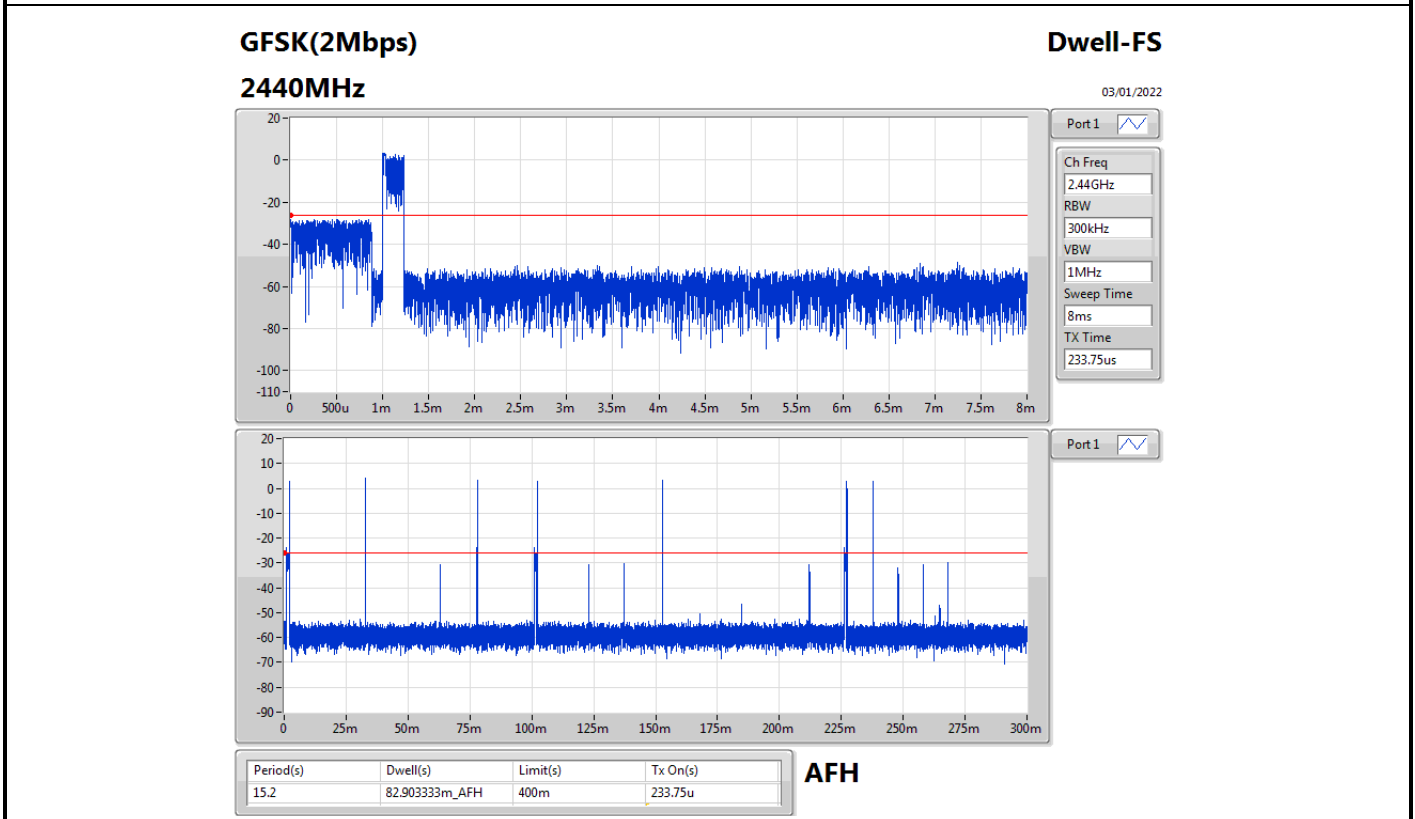 GFSK(2Mbps)
Dwell-FS
2440MHz
03/01/2022
20
0
-20
-40
-60
-80
-100
-110
0 500u 1m 1.5m 2m 2.5m 3m 3.5m 4m 4.5m 5m 5.5m 6m 6.5m 7m 7.5m 8m
Port 1
Ch Freq
2.44GHz
RBW
300kHz
VBW
1MHz
Sweep Time
8ms
TX Time
233.75us
20
10
0
-10
-20
-30
-40
-50
-60
-70
-80
-90
0 25m 50m 75m 100m 125m 150m 175m 200m 225m 250m 275m 300m
Port 1
Period(s) Dwell(s) Limit(s) Tx On(s)
15.2 82.903333m_AFH 400m 233.75u
AFH